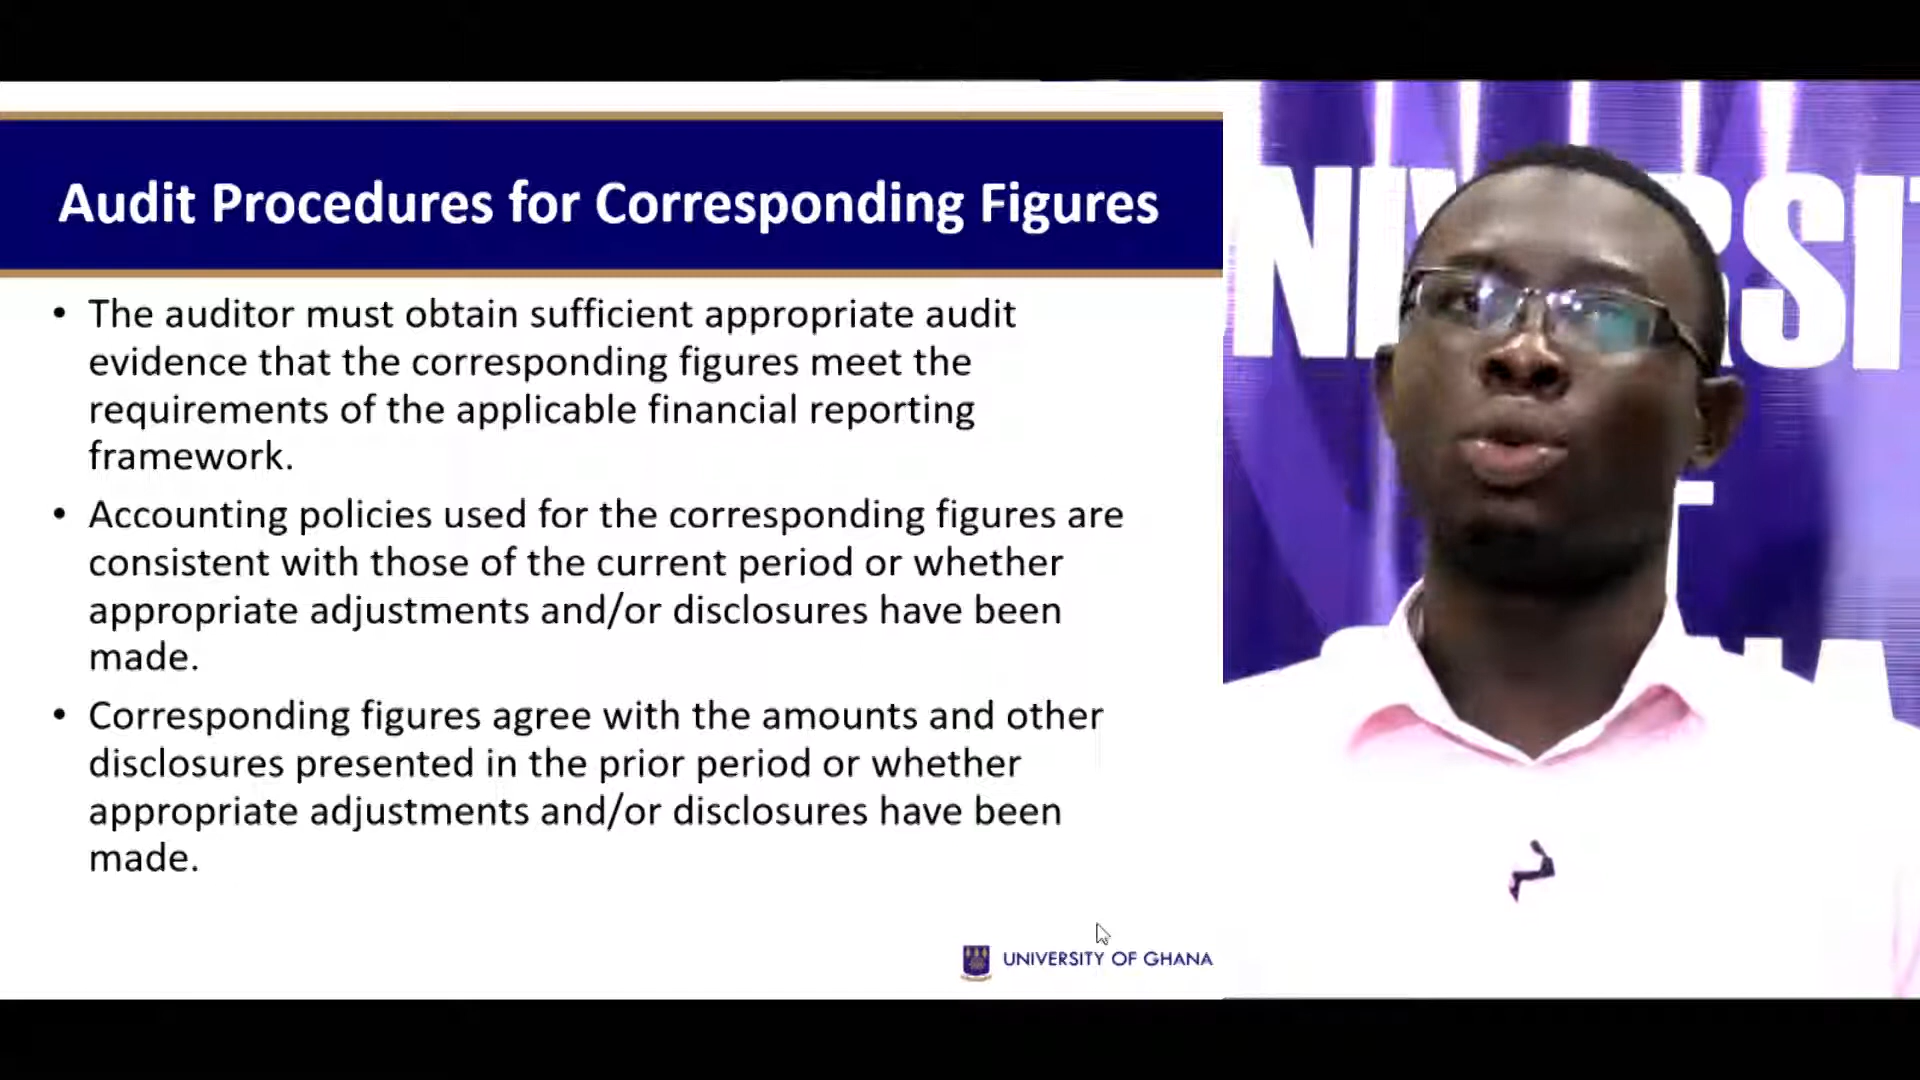 Audit Procedures for Corresponding Figures
• The auditor must obtain sufficient appropriate audit
evidence that the corresponding figures meet the
requirements of the applicable financial reporting
framework.
• Accounting policies used for the corresponding figures are
consistent with those of the current period or whether
appropriate adjustments and/or disclosures have been
made.
• Corresponding figures agree with the amounts and other
disclosures presented in the prior period or whether
appropriate adjustments and/or disclosures have been
made.
UNIVERSITY OF GHANA